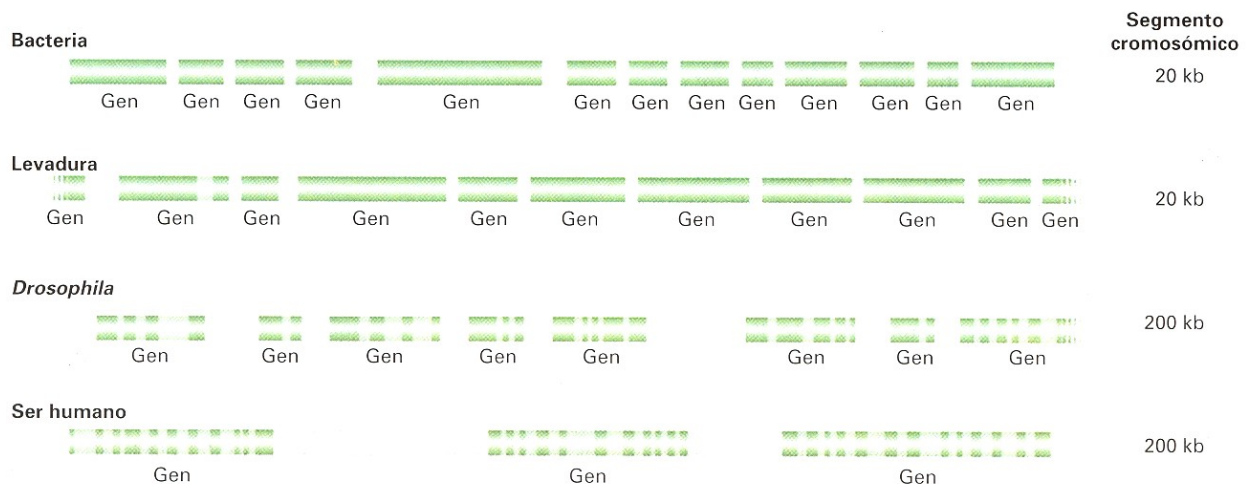 Segmento
cromosómico
Bacteria
20 kb
Gen Gen Gen Gen Gen Gen Gen Gen Gen Gen Gen Gen Gen
Levadura
20 kb
Gen Gen Gen Gen Gen Gen Gen Gen Gen Gen Gen
Drosophila
200 kb
Gen Gen Gen Gen Gen Gen Gen Gen
Ser humano
200 kb
Gen Gen Gen